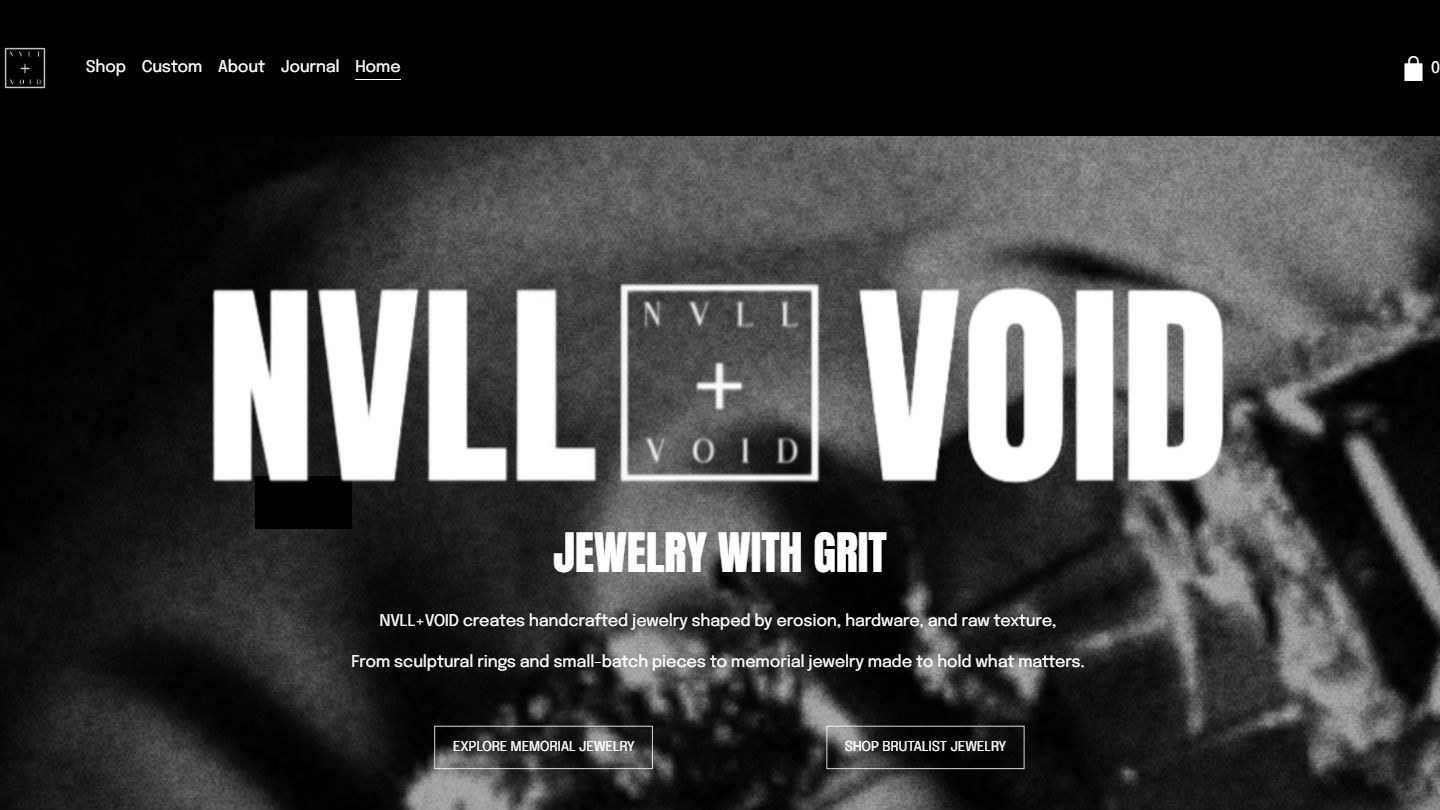 NVLL
+
VOID
Shop Custom About Journal Home
0
NVLL
NVLL
+
VOID
VOID
JEWELRY WITH GRIT
NVLL+VOID creates handcrafted jewelry shaped by erosion, hardware, and raw texture,
From sculptural rings and small-batch pieces to memorial jewelry made to hold what matters.
EXPLORE MEMORIAL JEWELRY
SHOP BRUTALIST JEWELRY